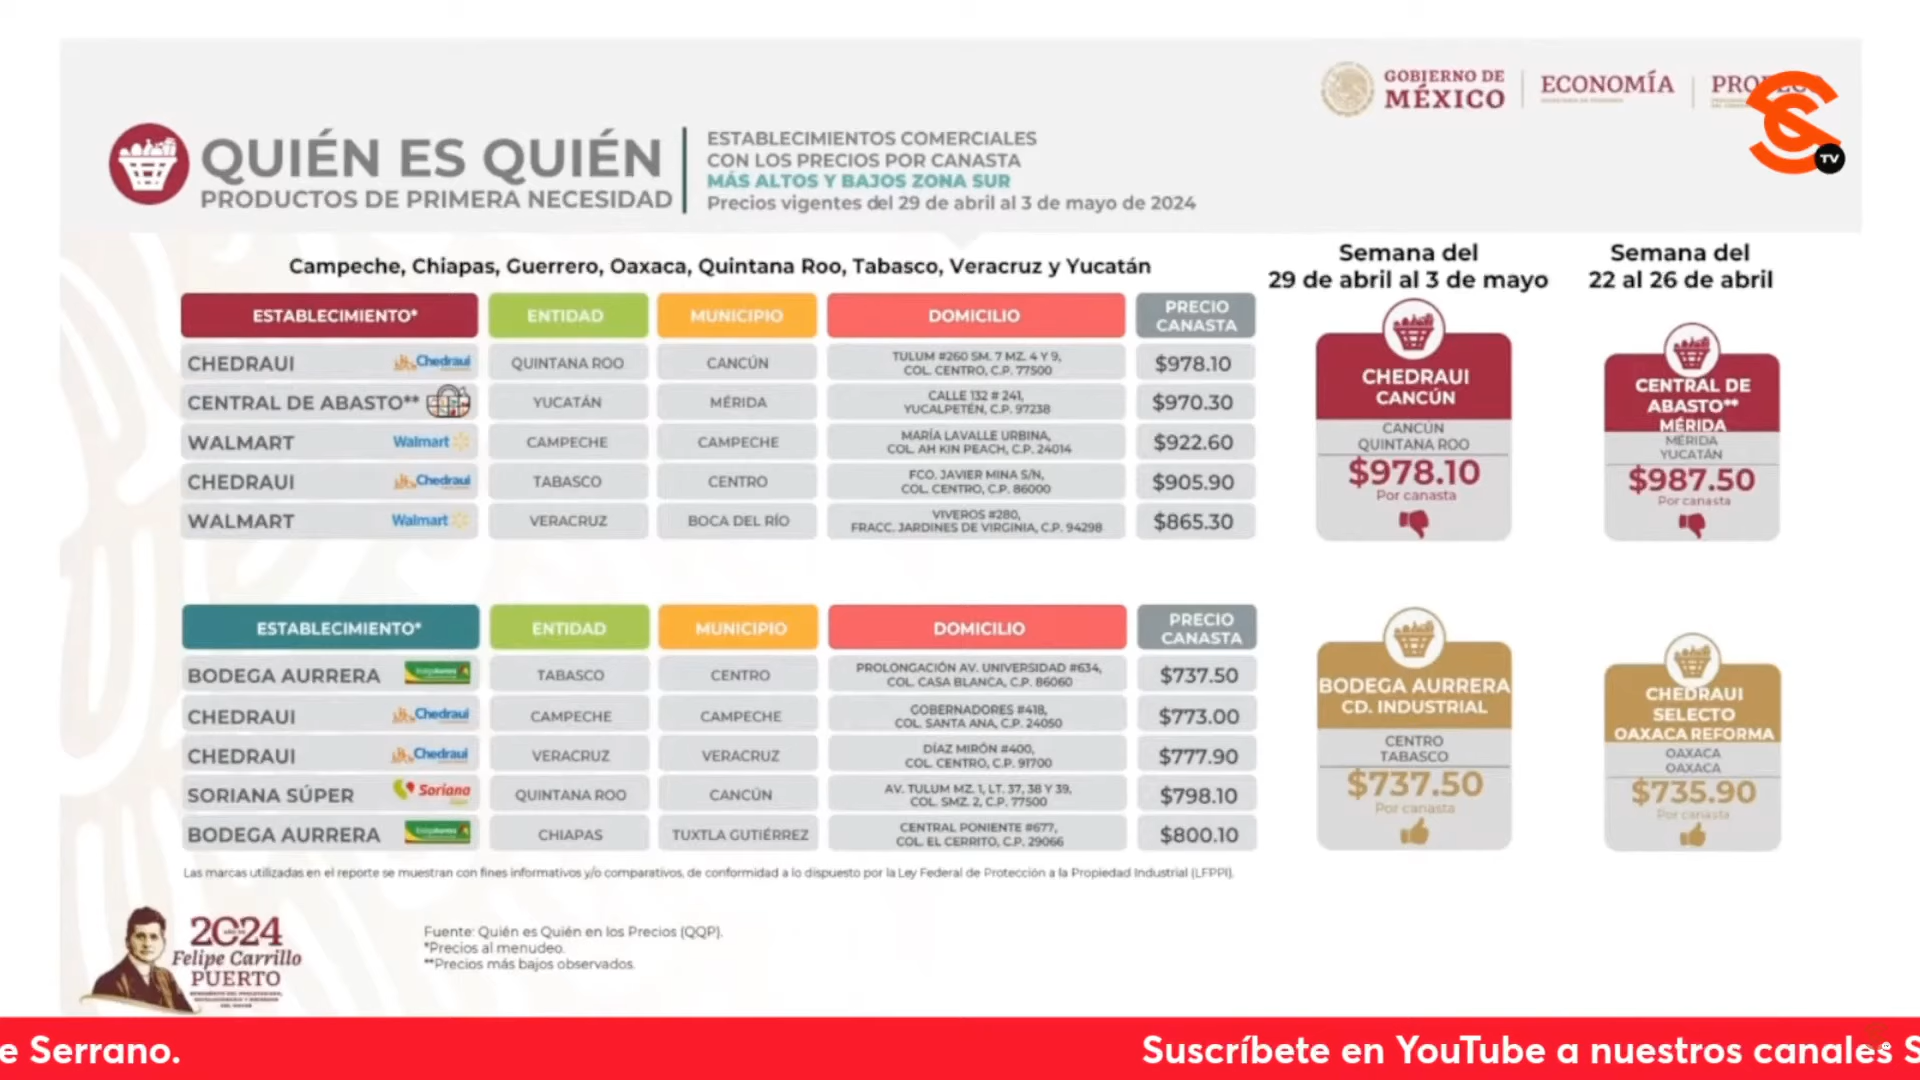 GOBIERNO DE
MÉXICO
ECONOMÍA
TV
QUIÉN ES QUIÉN
PRODUCTOS DE PRIMERA NECESIDAD
ESTABLECIMIENTOS COMERCIALES
CON LOS PRECIOS POR CANASTA
MÁS ALTOS Y BAJOS ZONA SUR
Precios vigentes del 29 de abril al 3 de mayo de 2024
Campeche, Chiapas, Guerrero, Oaxaca, Quintana Roo, Tabasco, Veracruz y Yucatán
ESTABLECIMIENTO* ENTIDAD MUNICIPIO DOMICILIO PRECIO CANASTA
CHEDRAUI Chedraui QUINTANA ROO CANCÚN TULUM #260 SM. 7 MZ. 4 Y 9, COL. CENTRO, C.P. 77500 $978.10
CENTRAL DE ABASTO** YUCATÁN MÉRIDA CALLE 132 # 241, YUCALPETÉN, C.P. 97238 $970.30
WALMART Walmart CAMPECHE CAMPECHE MARÍA LAVALLE URBINA, COL. AH KIN PEACH, C.P. 24014 $922.60
CHEDRAUI Chedraui TABASCO CENTRO FCO. JAVIER MINA S/N, COL. CENTRO, C.P. 86000 $905.90
WALMART Walmart VERACRUZ BOCA DEL RÍO VIVEROS #280, FRACC. JARDINES DE VIRGINIA, C.P. 94298 $865.30
Semana del
29 de abril al 3 de mayo
CHEDRAUI
CANCÚN
CANCÚN
QUINTANA ROO
$978.10
Por canasta
Semana del
22 al 26 de abril
CENTRAL DE
ABASTO**
MÉRIDA
MÉRIDA
YUCATÁN
$987.50
Por canasta
ESTABLECIMIENTO* ENTIDAD MUNICIPIO DOMICILIO PRECIO CANASTA
BODEGA AURRERA TABASCO CENTRO PROLONGACIÓN AV. UNIVERSIDAD #634, COL. CASA BLANCA, C.P. 86060 $737.50
CHEDRAUI Chedraui CAMPECHE CAMPECHE GOBERNADORES #418, COL. SANTA ANA, C.P. 24050 $773.00
CHEDRAUI Chedraui VERACRUZ VERACRUZ DÍAZ MIRÓN #400, COL. CENTRO, C.P. 91700 $777.90
SORIANA SÚPER Soriana QUINTANA ROO CANCÚN AV. TULUM MZ. 1, LT. 37, 38 Y 39, COL. SMZ. 2, C.P. 77500 $798.10
BODEGA AURRERA CHIAPAS TUXTLA GUTIÉRREZ CENTRAL PONIENTE #677, COL. EL CERRITO, C.P. 29066 $800.10
BODEGA AURRERA
CD. INDUSTRIAL
CENTRO
TABASCO
$737.50
Por canasta
CHEDRAUI
SELECTO
OAXACA REFORMA
OAXACA
OAXACA
$735.90
Por canasta
Las marcas utilizadas en el reporte se muestran con fines informativos y/o comparativos, de conformidad a lo dispuesto por la Ley Federal de Protección a la Propiedad Industrial (LFPPI).
2024
Felipe Carrillo
PUERTO
Fuente: Quién es Quién en los Precios (QQP).
*Precios al menudeo.
**Precios más bajos observados.
e Serrano.
Suscríbete en YouTube a nuestros canales S